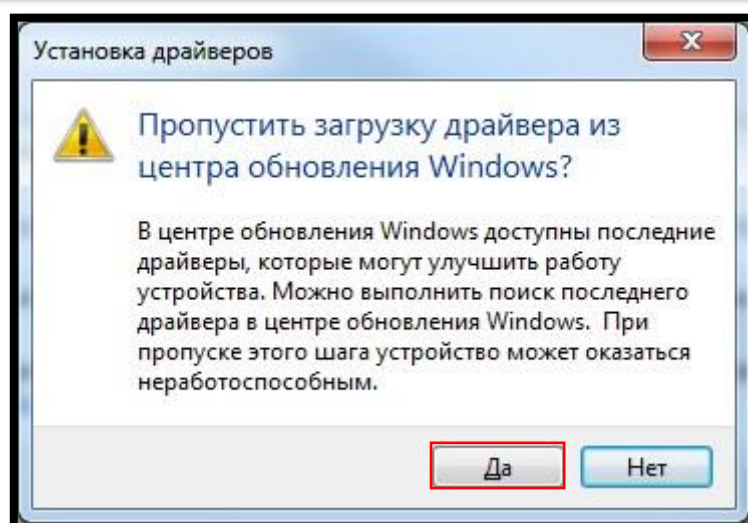 Установка драйверов
Пропустить загрузку драйвера из
центра обновления Windows?
В центре обновления Windows доступны последние
драйверы, которые могут улучшить работу
устройства. Можно выполнить поиск последнего
драйвера в центре обновления Windows.  При
пропуске этого шага устройство может оказаться
неработоспособным.
Да
Нет